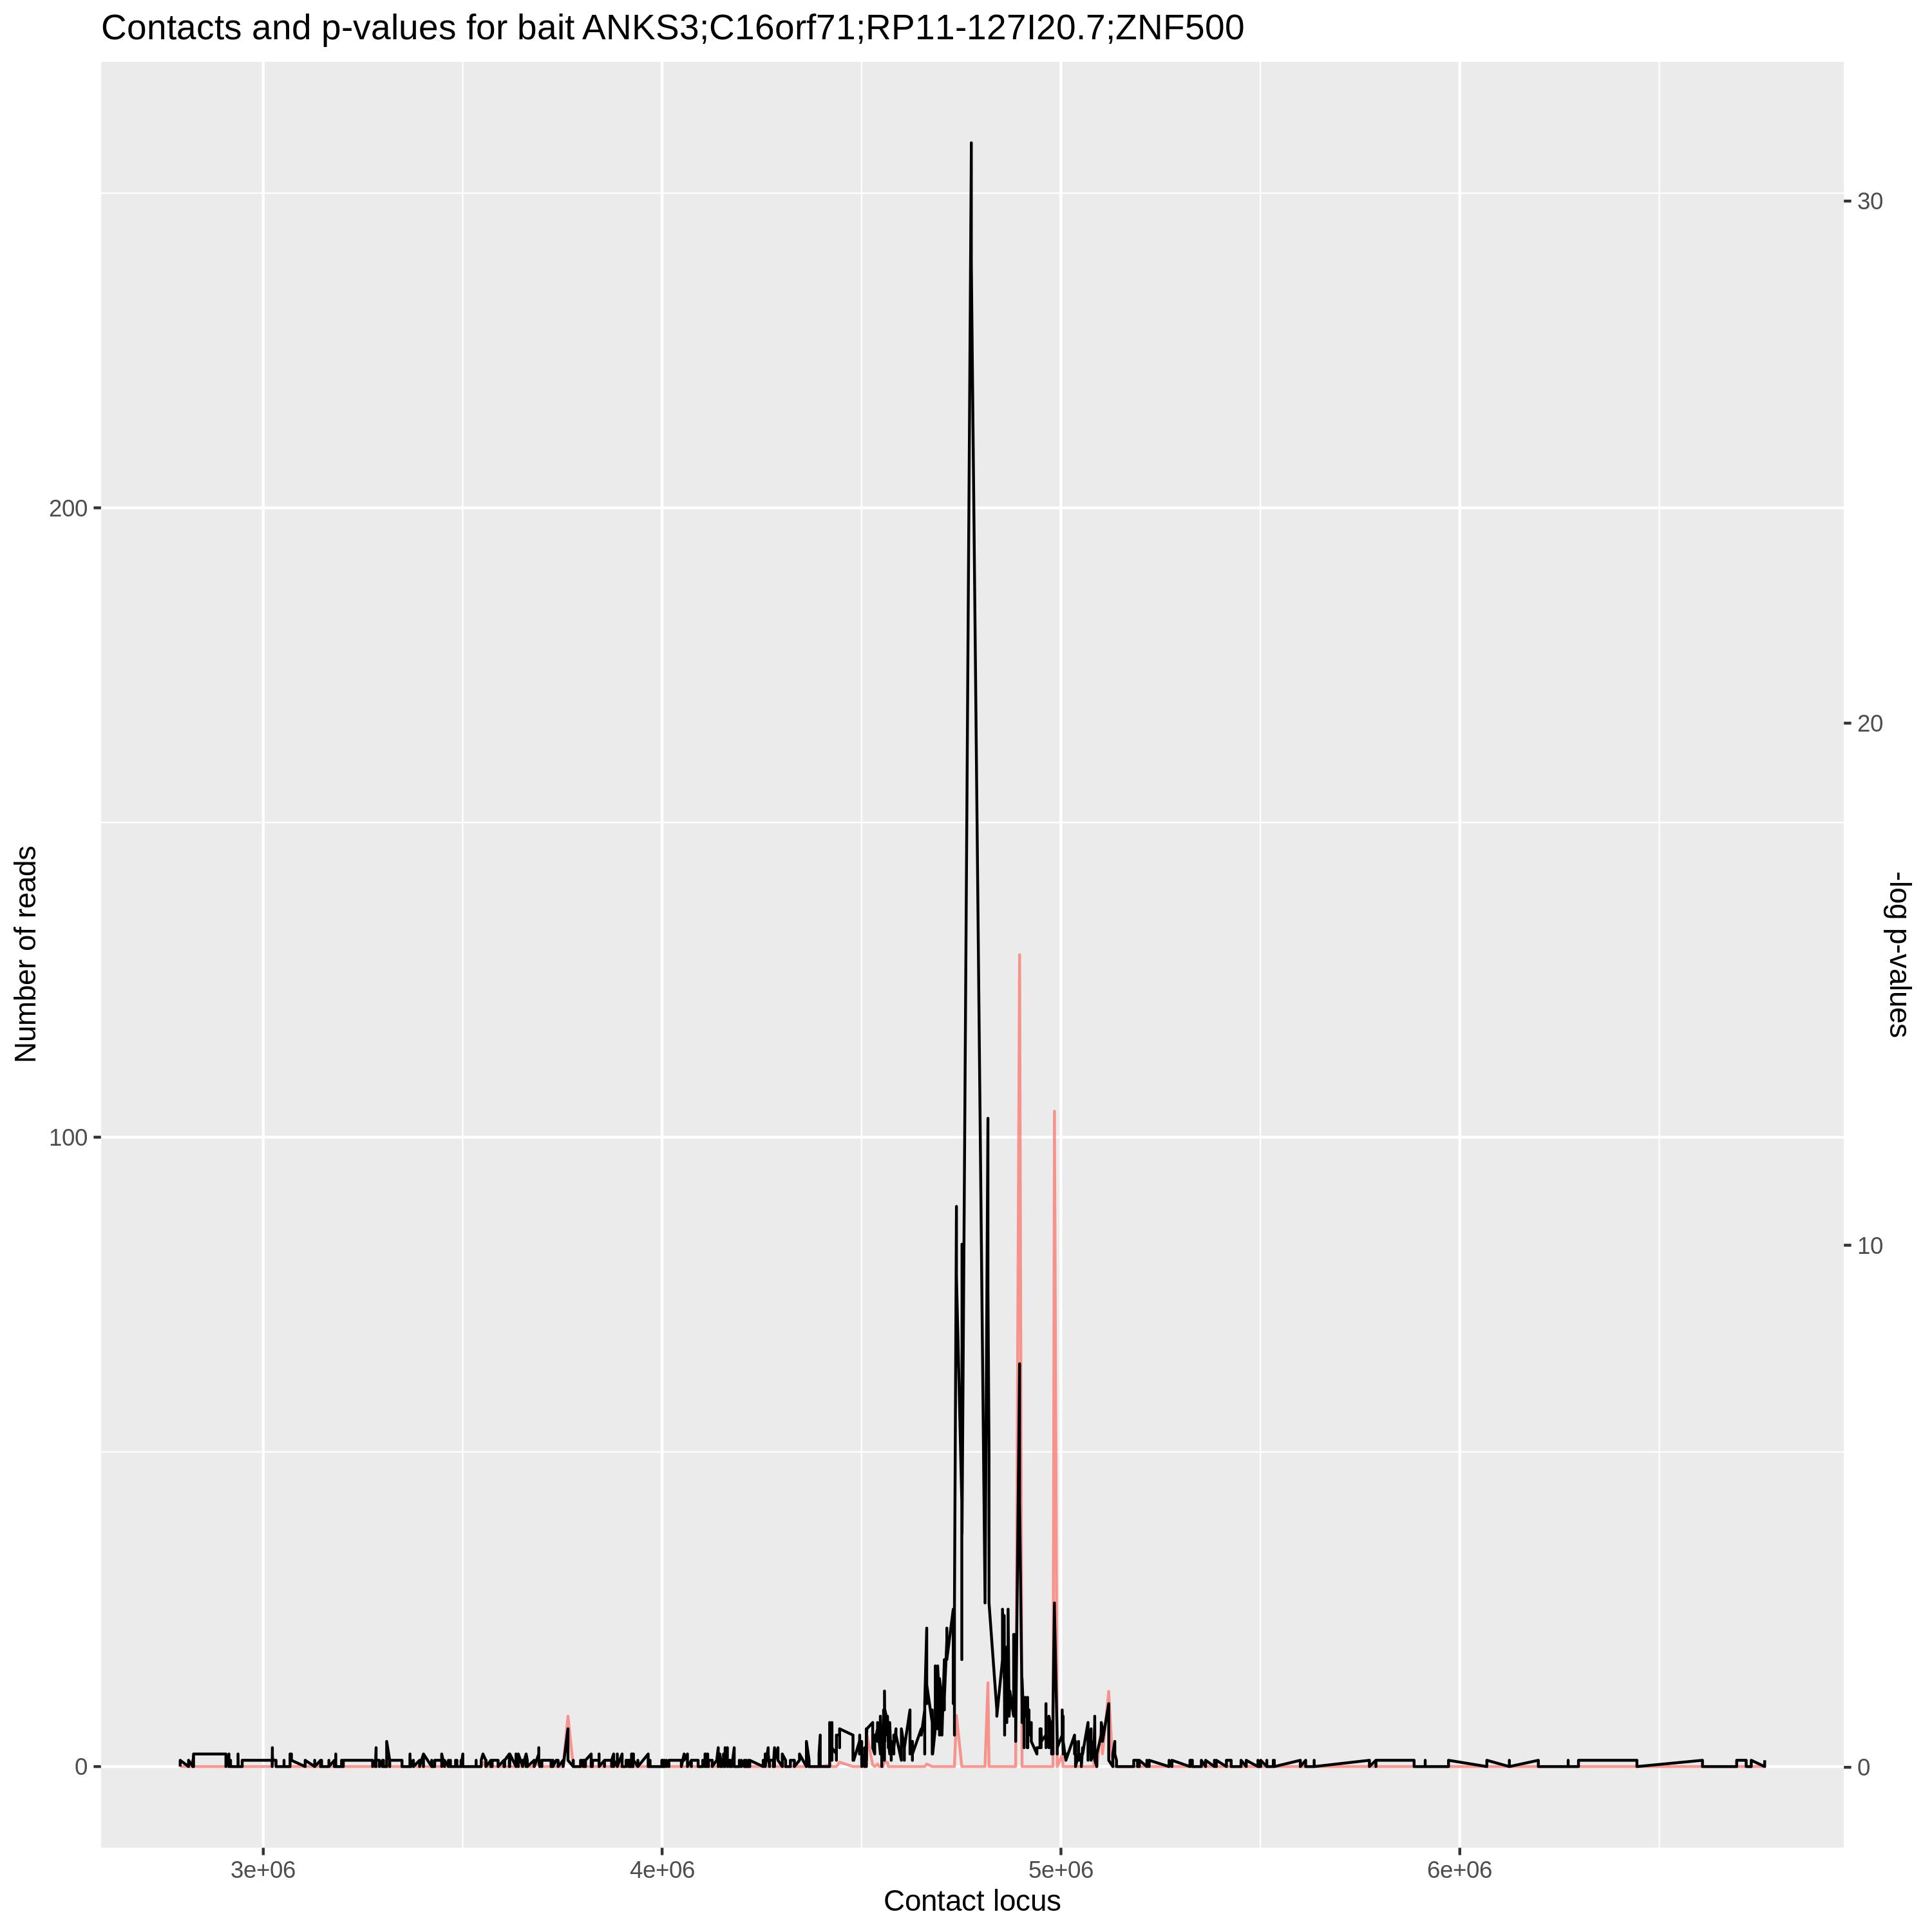 Contacts and p-values for bait ANKS3;C16orf71;RP11-127I20.7;ZNF500
Number of reads
200
100
0
30
20
10
0
-log p-values
3e+06 4e+06 5e+06 6e+06
Contact locus